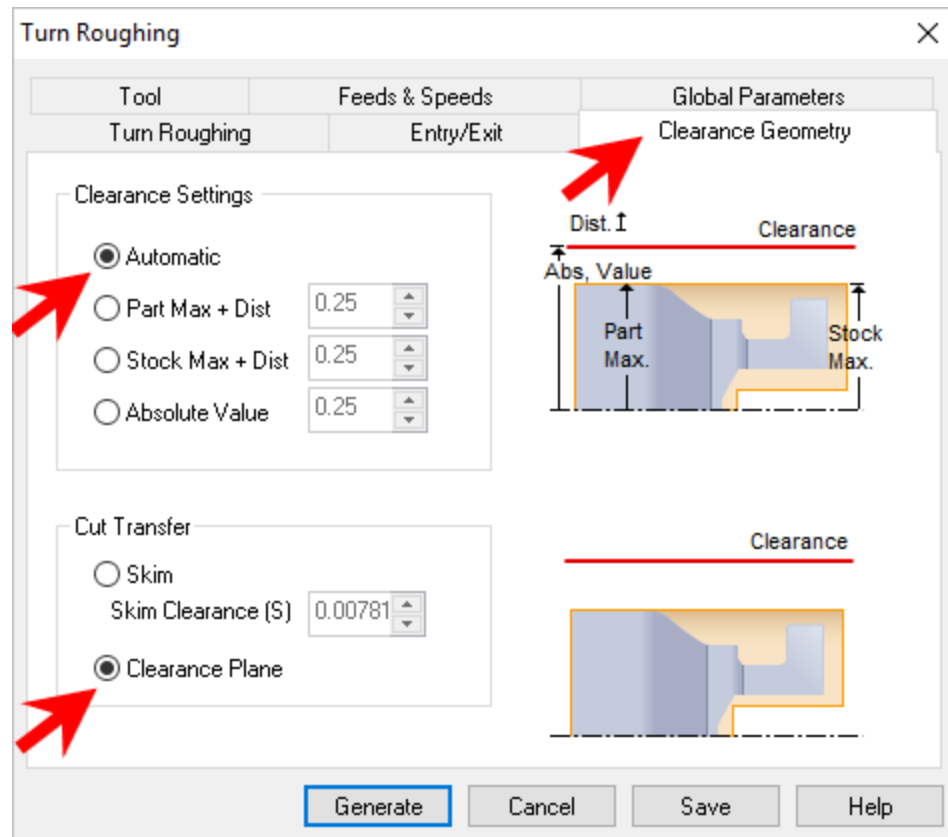 Turn Roughing
Tool Feeds & Speeds Global Parameters
Turn Roughing Entry/Exit Clearance Geometry
Clearance Settings
Automatic
Part Max + Dist 0.25
Stock Max + Dist 0.25
Absolute Value 0.25
Dist. Clearance
Abs, Value
Part Max.
Stock Max.
Cut Transfer
Skim
Skim Clearance (S) 0.00781
Clearance Plane
Clearance
Generate Cancel Save Help